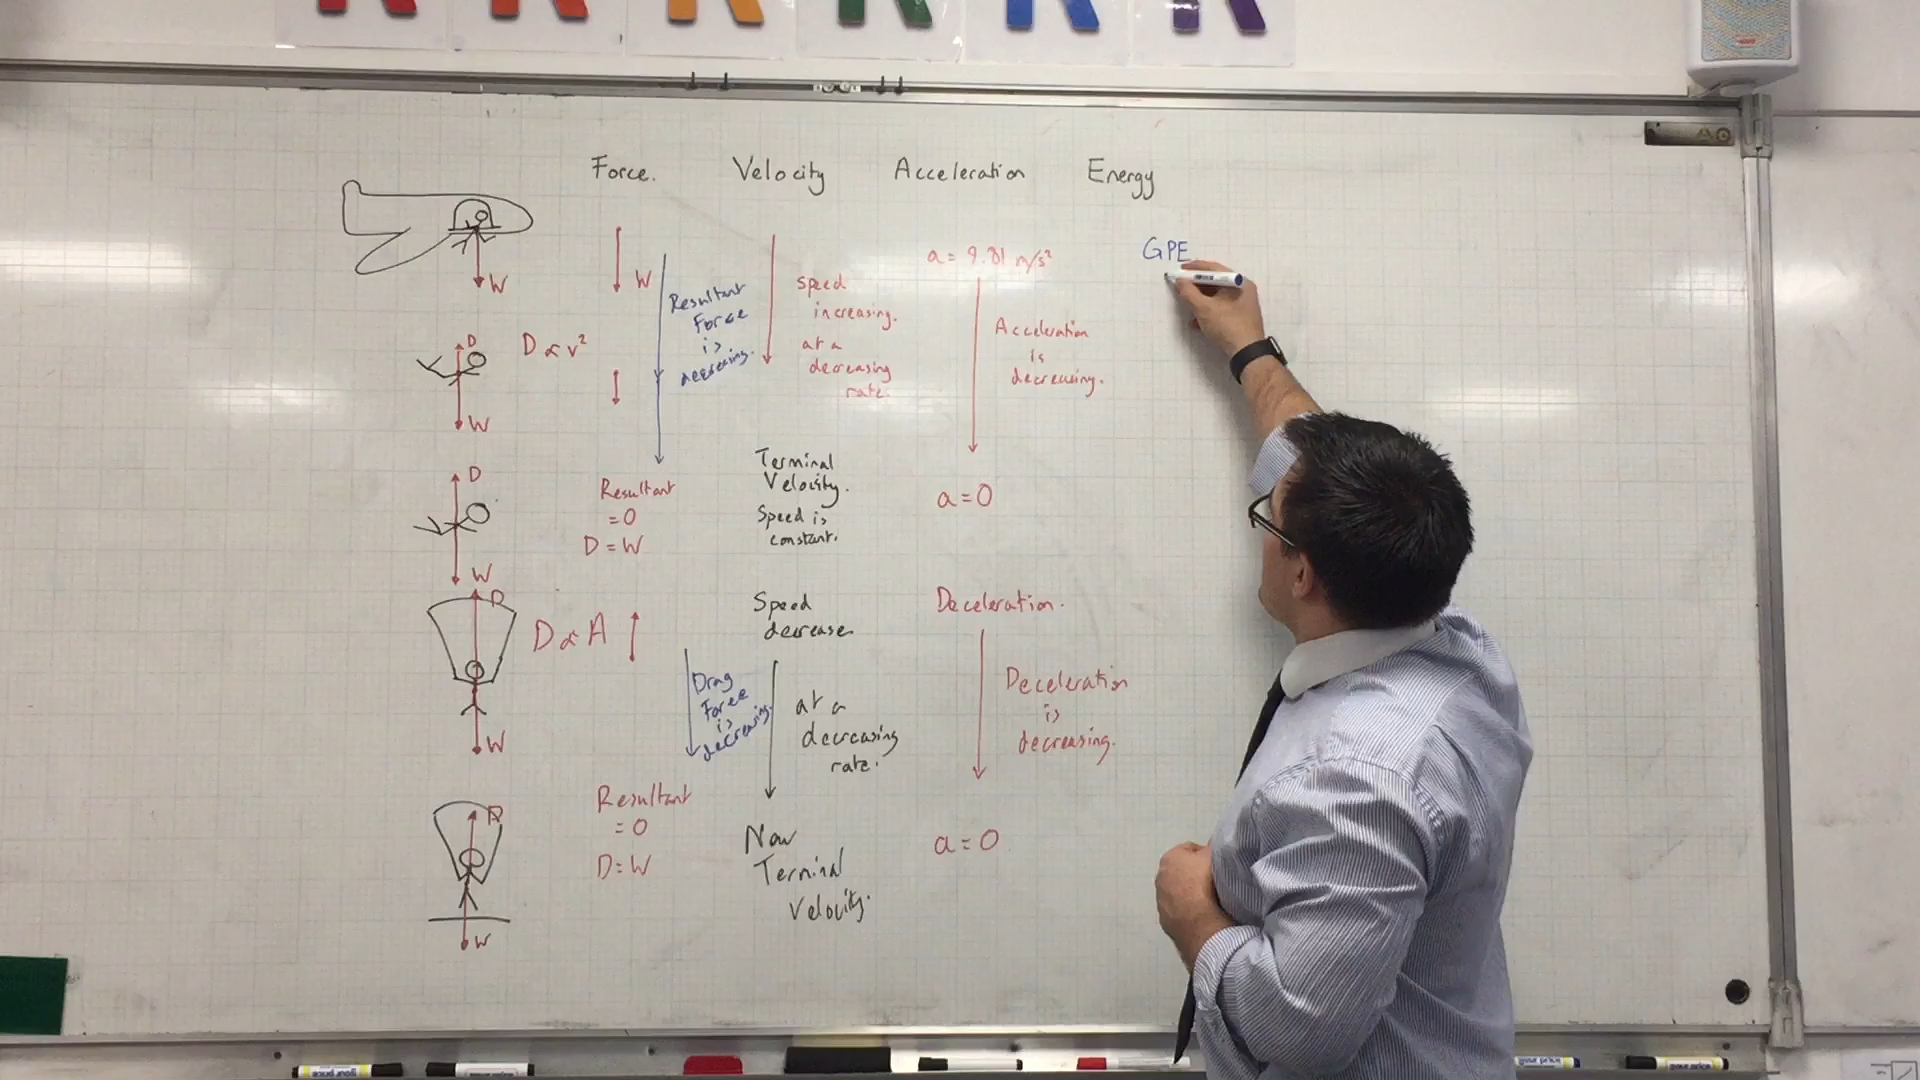 Force.
Velocity
Acceleration
Energy
W
W
Resultant
Force
is
decreasing.
speed
increasing.
at a
decreasing
rate.
a = 9.81 m/s²
Acceleration
is
decreasing.
GPE
D
D ∝ v²
W
D
W
Resultant
= 0
D = W
Terminal
Velocity.
Speed is
constant.
a = 0
D
D ∝ A
W
Drag
Force
is
decreasing.
Speed
decrease
at a
decreasing
rate.
Deceleration.
Deceleration
is
decreasing.
D
W
Resultant
= 0
D = W
New
Terminal
Velocity.
a = 0